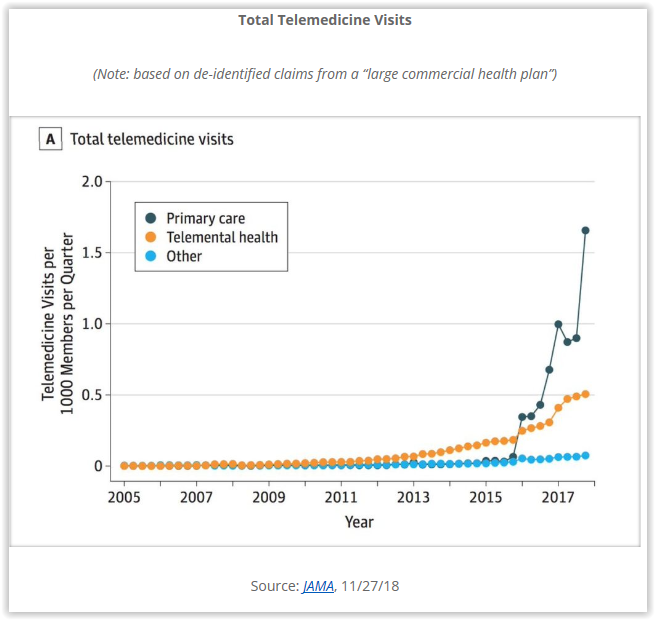 Total Telemedicine Visits
(Note: based on de-identified claims from a “large commercial health plan”)
A Total telemedicine visits
2.0
1.5
1.0
0.5
0
Telemedicine Visits per
1000 Members per Quarter
Primary care
Telemental health
Other
2005 2007 2009 2011 2013 2015 2017
Year
Source: JAMA, 11/27/18